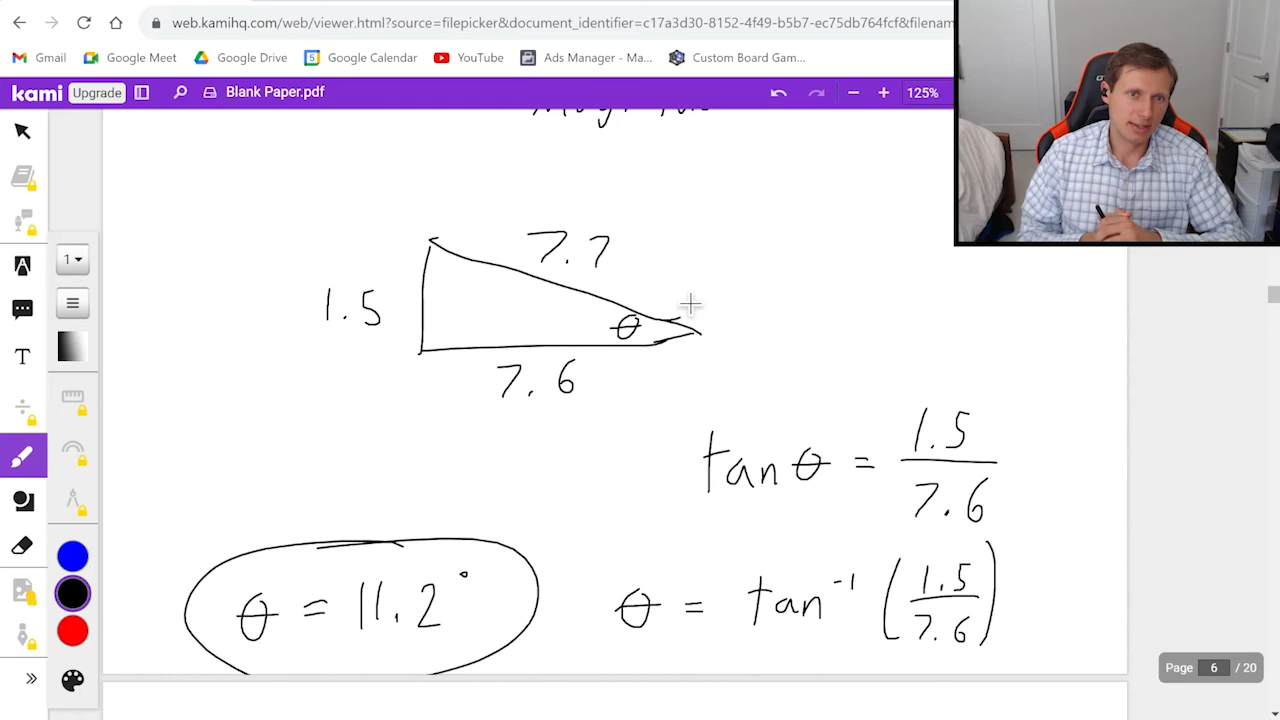 web.kamihq.com/web/viewer.html?source=filepicker&document_identifier=c17a3d30-8152-4f49-b5b7-ec75db764fcf&filenam
Gmail Google Meet Google Drive Google Calendar YouTube Ads Manager - Ma... Custom Board Gam...
kami Upgrade Blank Paper.pdf 125%
1
T
7.7
1.5
θ
7.6
tan θ = 1.5/7.6
θ = tan⁻¹ (1.5/7.6)
θ = 11.2°
Page 6 / 20